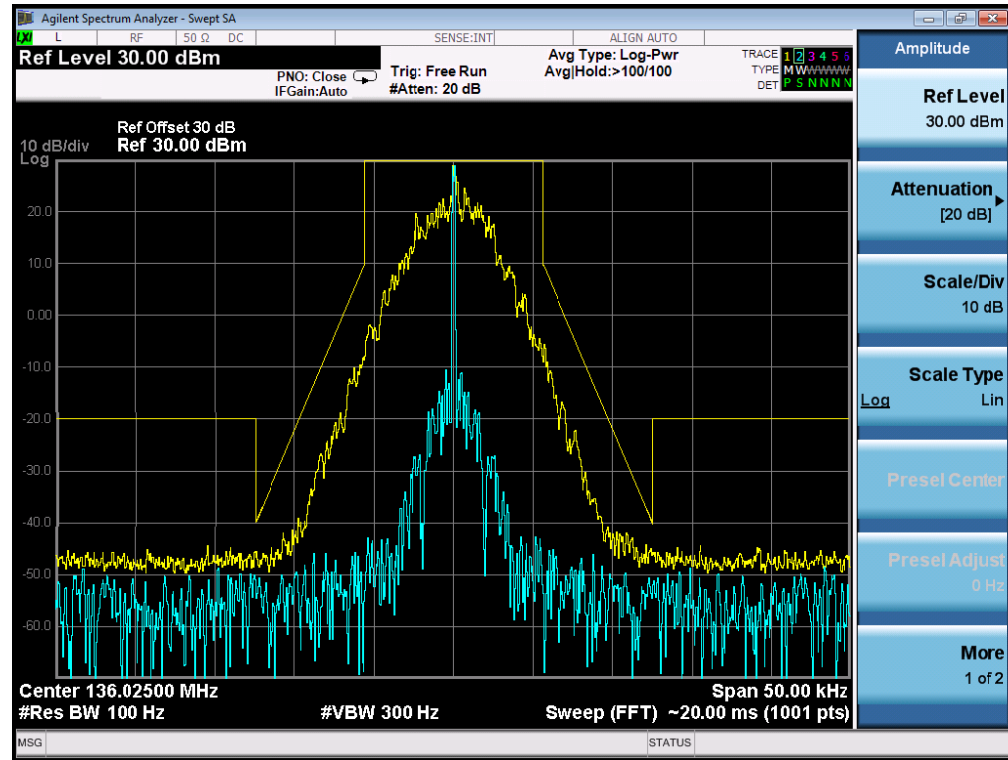 Agilent Spectrum Analyzer - Swept SA
LXI L RF 50 Ω DC SENSE:INT ALIGN AUTO
Ref Level 30.00 dBm
PNO: Close
IFGain:Auto
Trig: Free Run
#Atten: 20 dB
Avg Type: Log-Pwr
Avg|Hold:>100/100
TRACE 1 2 3 4 5 6
TYPE M W W W W W
DET P S N N N N
Ref Offset 30 dB
10 dB/div Ref 30.00 dBm
Log
20.0
10.0
0.00
-10.0
-20.0
-30.0
-40.0
-50.0
-60.0
Center 136.02500 MHz Span 50.00 kHz
#Res BW 100 Hz #VBW 300 Hz Sweep (FFT) ~20.00 ms (1001 pts)
MSG STATUS
Amplitude
Ref Level
30.00 dBm
Attenuation
[20 dB]
Scale/Div
10 dB
Scale Type
Log Lin
Presel Center
Presel Adjust
0 Hz
More
1 of 2